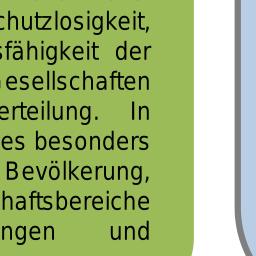 chutzlosigkeit,
sfähigkeit der
esellschaften
erteilung. In
es besonders
Bevölkerung,
haftsbereiche
ngen und